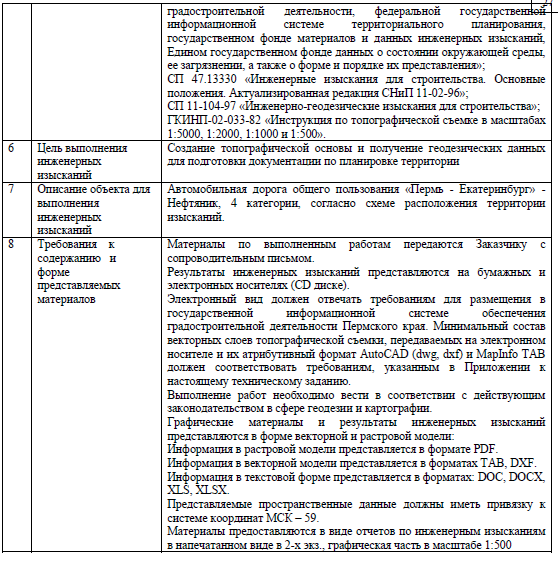 градостроительной деятельности, федеральной государственной
информационной системе территориального планирования,
государственном фонде материалов и данных инженерных изысканий,
Едином государственном фонде данных о состоянии окружающей среды,
ее загрязнении, а также о форме и порядке их представления»;
СП 47.13330 «Инженерные изыскания для строительства. Основные
положения. Актуализированная редакция СНиП 11-02-96»;
СП 11-104-97 «Инженерно-геодезические изыскания для строительства»;
ГКИНП-02-033-82 «Инструкция по топографической съемке в масштабах
1:5000, 1:2000, 1:1000 и 1:500».
6
Цель выполнения
инженерных
изысканий
Создание топографической основы и получение геодезических данных
для подготовки документации по планировке территории
7
Описание объекта для
выполнения
инженерных
изысканий
Автомобильная дорога общего пользования «Пермь - Екатеринбург» -
Нефтяник, 4 категории, согласно схеме расположения территории
изысканий.
8
Требования к
содержанию и
форме
представляемых
материалов
Материалы по выполненным работам передаются Заказчику с
сопроводительным письмом.
Результаты инженерных изысканий представляются на бумажных и
электронных носителях (CD диске).
Электронный вид должен отвечать требованиям для размещения в
государственной информационной системе обеспечения
градостроительной деятельности Пермского края. Минимальный состав
векторных слоев топографической съемки, передаваемых на электронном
носителе и их атрибутивный формат AutoCAD (dwg, dxf) и MapInfo TAB
должен соответствовать требованиям, указанным в Приложении к
настоящему техническому заданию.
Выполнение работ необходимо вести в соответствии с действующим
законодательством в сфере геодезии и картографии.
Графические материалы и результаты инженерных изысканий
представляются в форме векторной и растровой модели:
Информация в растровой модели представляется в формате PDF.
Информация в векторной модели представляется в форматах TAB, DXF.
Информация в текстовой форме представляется в форматах: DOC, DOCX,
XLS, XLSX.
Представляемые пространственные данные должны иметь привязку к
системе координат МСК – 59.
Материалы предоставляются в виде отчетов по инженерным изысканиям
в напечатанном виде в 2-х экз., графическая часть в масштабе 1:500